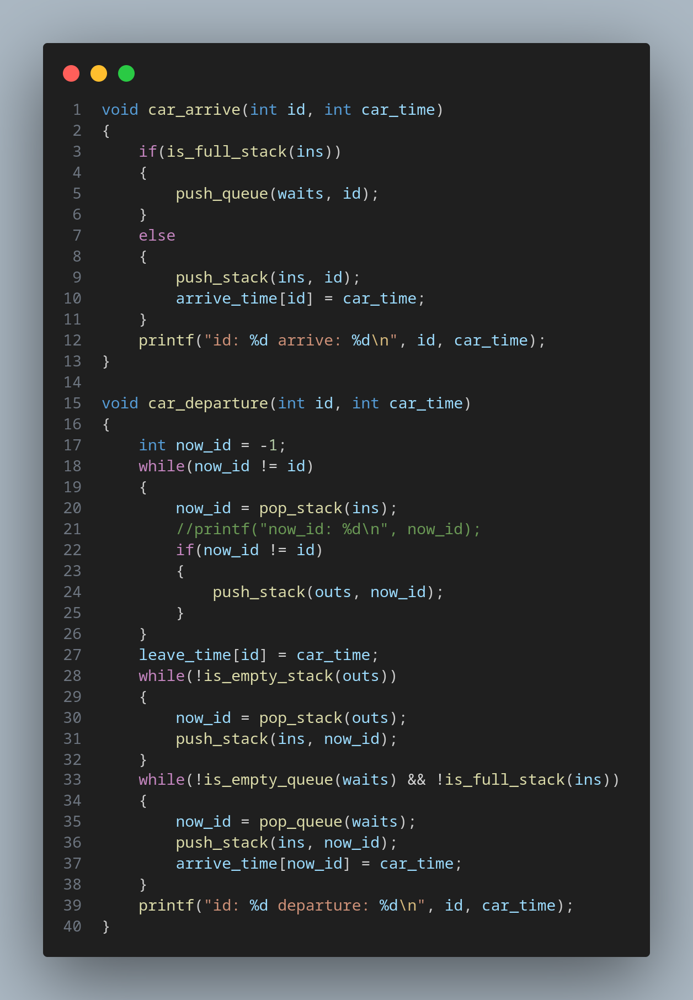 1 void car_arrive(int id, int car_time)
2 {
3     if(is_full_stack(ins))
4     {
5         push_queue(waits, id);
6     }
7     else
8     {
9         push_stack(ins, id);
10         arrive_time[id] = car_time;
11     }
12     printf("id: %d arrive: %d\n", id, car_time);
13 }
14
15 void car_departure(int id, int car_time)
16 {
17     int now_id = -1;
18     while(now_id != id)
19     {
20         now_id = pop_stack(ins);
21         //printf("now_id: %d\n", now_id);
22         if(now_id != id)
23         {
24             push_stack(outs, now_id);
25         }
26     }
27     leave_time[id] = car_time;
28     while(!is_empty_stack(outs))
29     {
30         now_id = pop_stack(outs);
31         push_stack(ins, now_id);
32     }
33     while(!is_empty_queue(waits) && !is_full_stack(ins))
34     {
35         now_id = pop_queue(waits);
36         push_stack(ins, now_id);
37         arrive_time[now_id] = car_time;
38     }
39     printf("id: %d departure: %d\n", id, car_time);
40 }